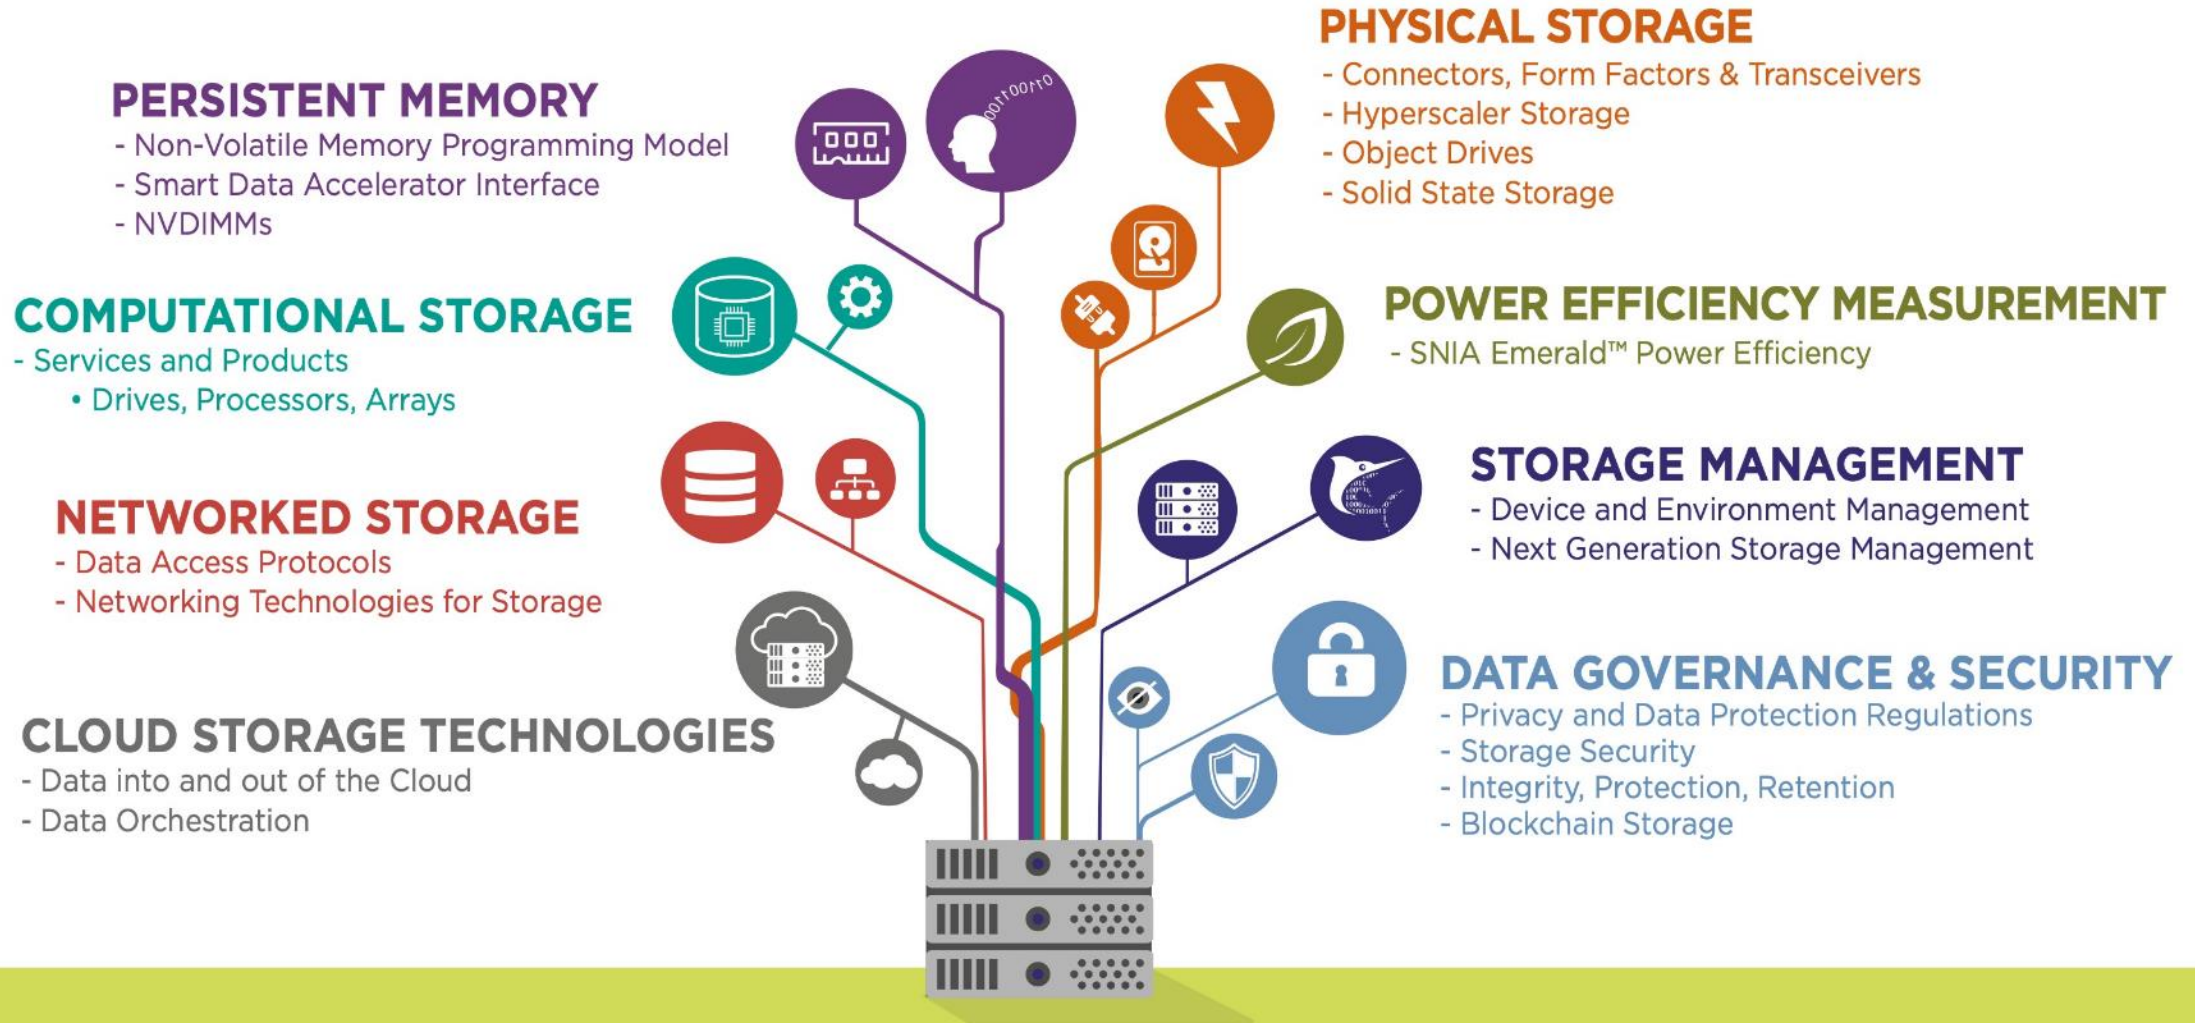 PERSISTENT MEMORY
- Non-Volatile Memory Programming Model
- Smart Data Accelerator Interface
- NVDIMMs
COMPUTATIONAL STORAGE
- Services and Products
• Drives, Processors, Arrays
NETWORKED STORAGE
- Data Access Protocols
- Networking Technologies for Storage
CLOUD STORAGE TECHNOLOGIES
- Data into and out of the Cloud
- Data Orchestration
PHYSICAL STORAGE
- Connectors, Form Factors & Transceivers
- Hyperscaler Storage
- Object Drives
- Solid State Storage
POWER EFFICIENCY MEASUREMENT
- SNIA Emerald™ Power Efficiency
STORAGE MANAGEMENT
- Device and Environment Management
- Next Generation Storage Management
DATA GOVERNANCE & SECURITY
- Privacy and Data Protection Regulations
- Storage Security
- Integrity, Protection, Retention
- Blockchain Storage